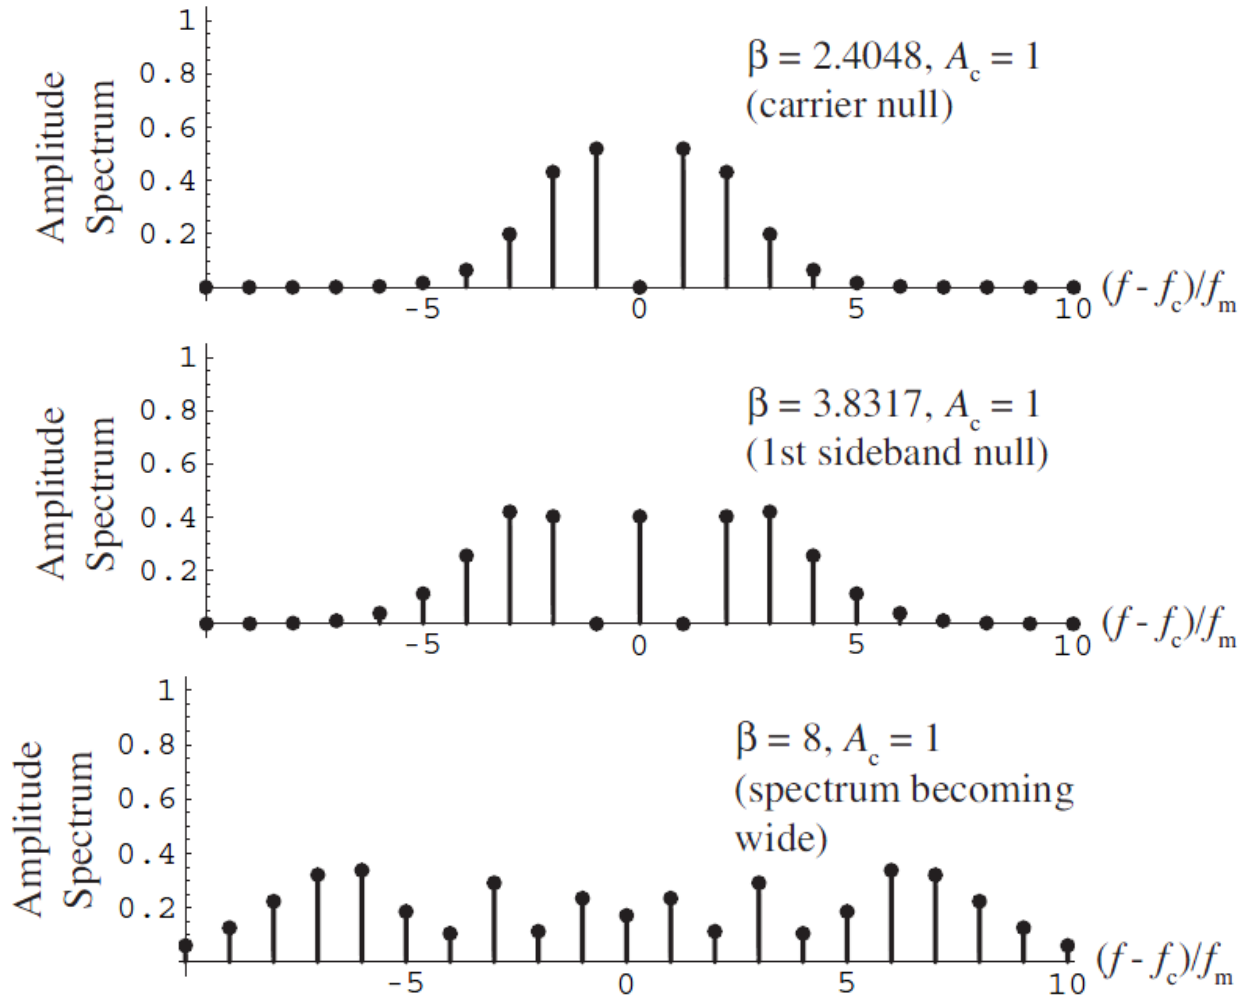 Amplitude
Spectrum
1
0.8
0.6
0.4
0.2
-5
0
5
10
(f - fc)/fm
β = 2.4048, Ac = 1
(carrier null)
Amplitude
Spectrum
1
0.8
0.6
0.4
0.2
-5
0
5
10
(f - fc)/fm
β = 3.8317, Ac = 1
(1st sideband null)
Amplitude
Spectrum
1
0.8
0.6
0.4
0.2
-5
0
5
10
(f - fc)/fm
β = 8, Ac = 1
(spectrum becoming
wide)